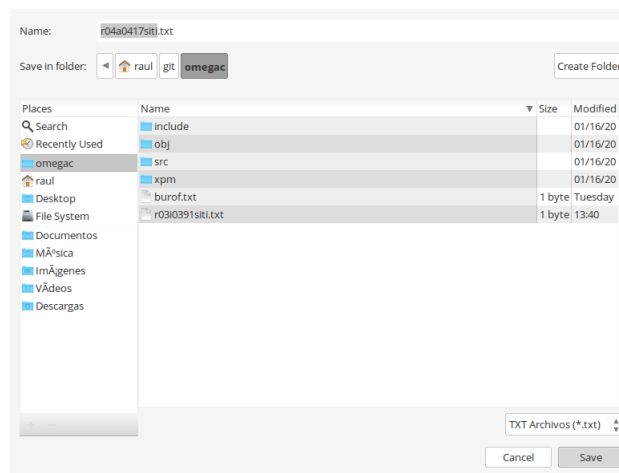 Name: r04a0417siti.txt
Save in folder: raul git omegac Create Folder
Places Name Size Modified
Search include 01/16/20
Recently Used obj 01/16/20
omegac src 01/16/20
raul xpm 01/16/20
Desktop burof.txt 1 byte Tuesday
File System r03i0391siti.txt 1 byte 13:40
Documentos
MÃºsica
ImÃ¡genes
VÃdeos
Descargas
TXT Archivos (*.txt)
Cancel Save